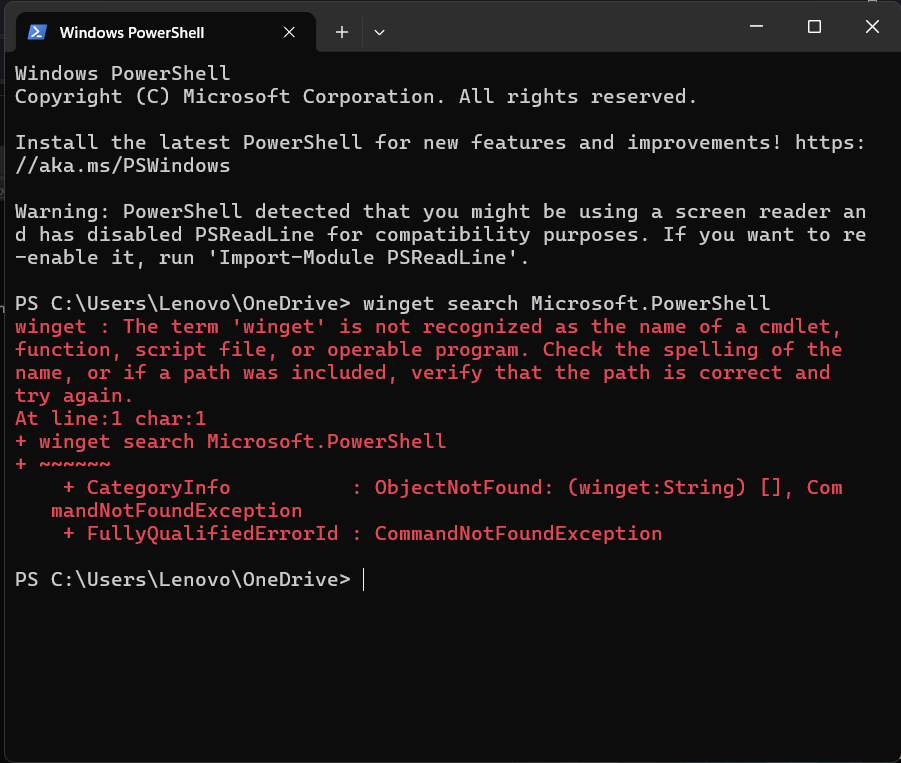 Windows PowerShell
Windows PowerShell
Copyright (C) Microsoft Corporation. All rights reserved.
Install the latest PowerShell for new features and improvements! https:
//aka.ms/PSWindows
Warning: PowerShell detected that you might be using a screen reader an
d has disabled PSReadLine for compatibility purposes. If you want to re
-enable it, run 'Import-Module PSReadLine'.
PS C:\Users\Lenovo\OneDrive> winget search Microsoft.PowerShell
winget : The term 'winget' is not recognized as the name of a cmdlet,
function, script file, or operable program. Check the spelling of the
name, or if a path was included, verify that the path is correct and
try again.
At line:1 char:1
+ winget search Microsoft.PowerShell
+ ~~~~~~
+ CategoryInfo          : ObjectNotFound: (winget:String) [], Com
mandNotFoundException
+ FullyQualifiedErrorId : CommandNotFoundException
PS C:\Users\Lenovo\OneDrive>